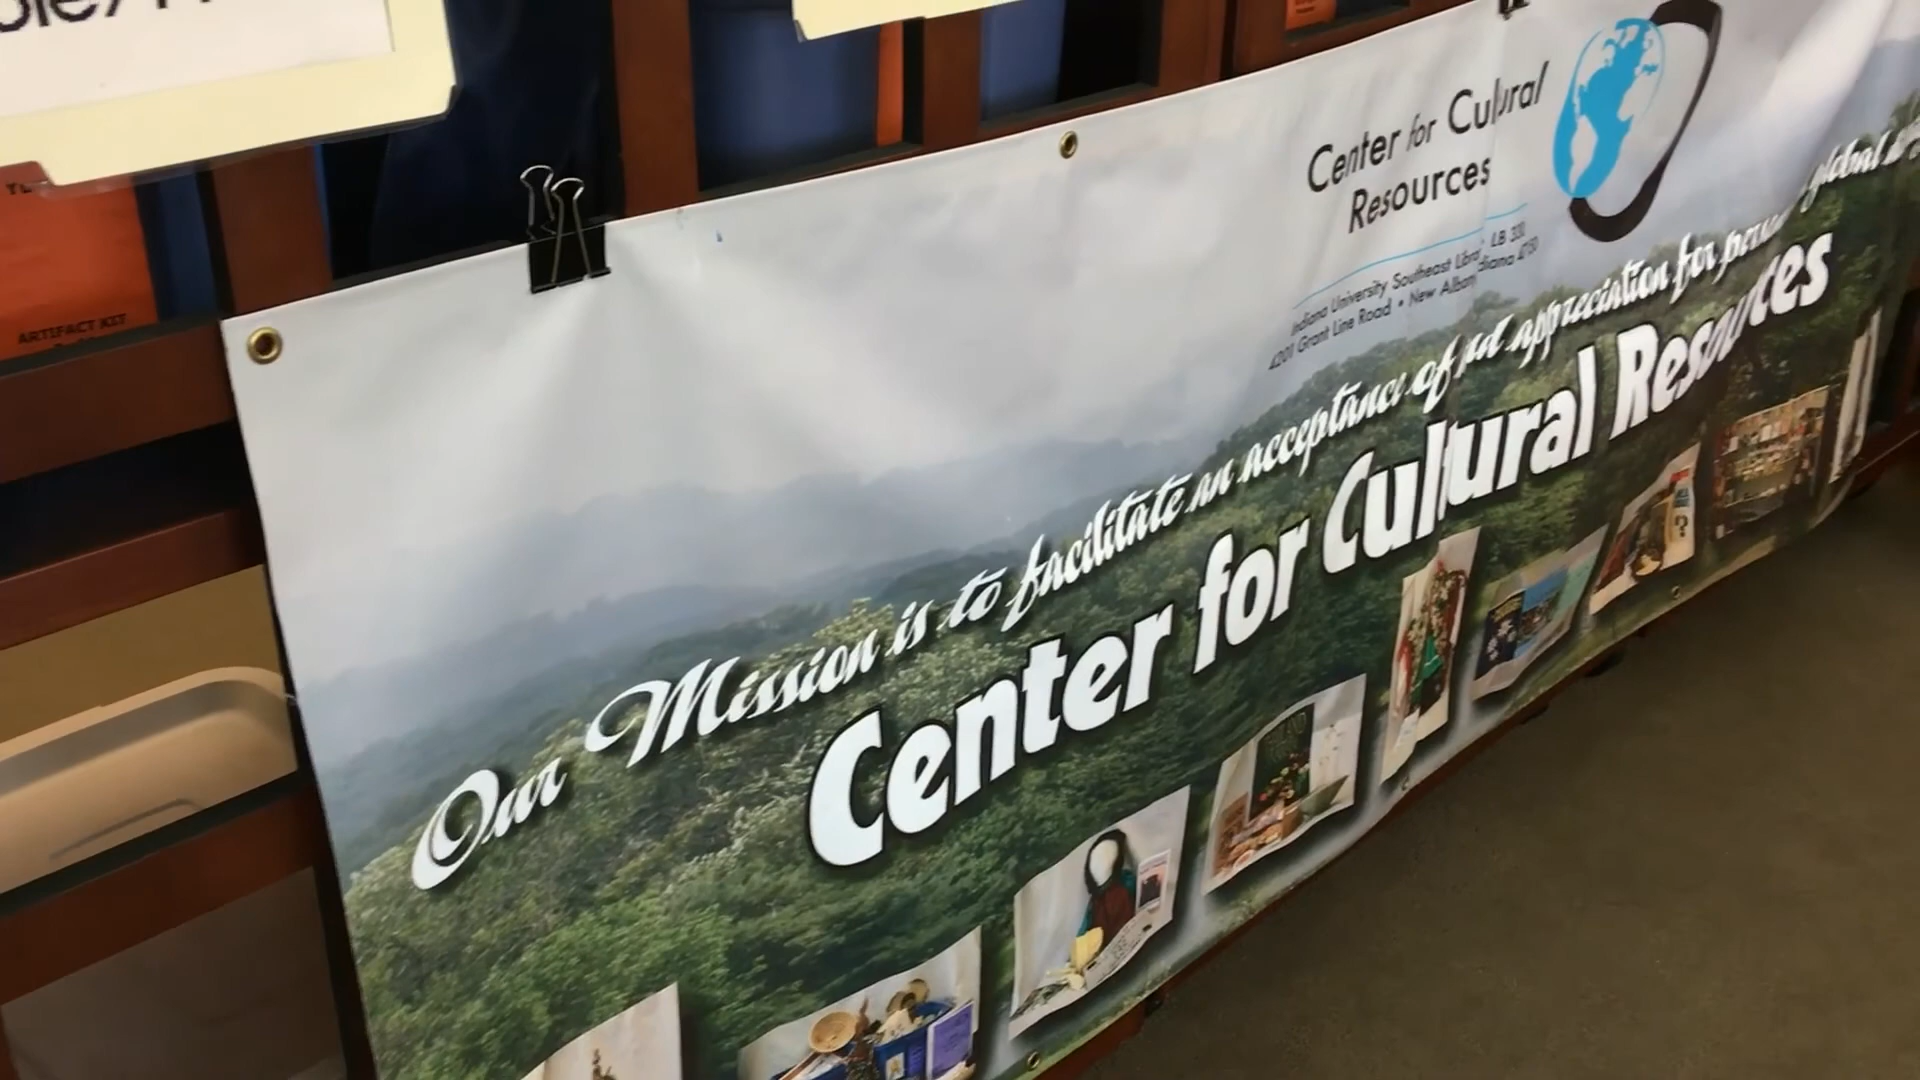 ARTIFACT KIT
Center for Cultural
Resources
Indiana University Southeast
4201 Grant Line Road • New Albany
Our Mission is to facilitate an acceptance of and appreciation for global
Center for Cultural Resources